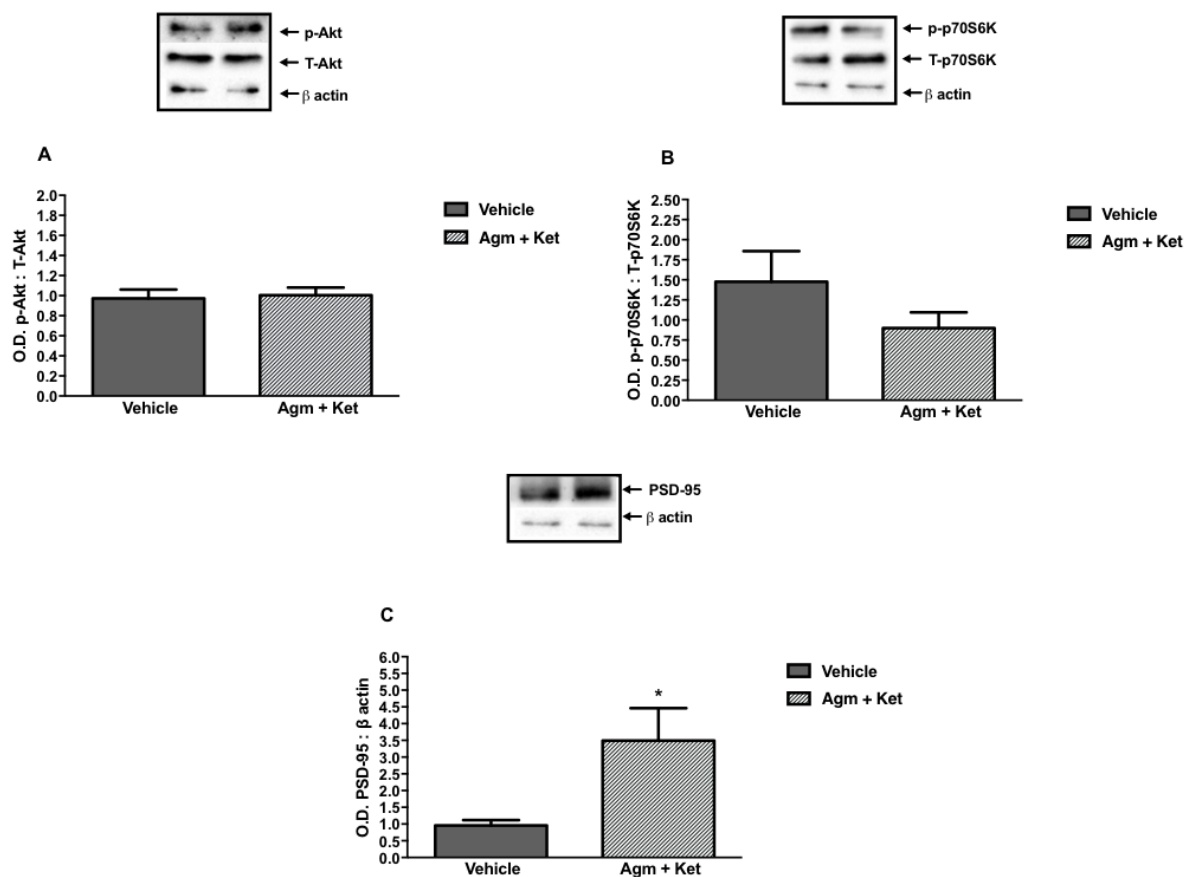 p-Akt
T-Akt
β actin
p-p70S6K
T-p70S6K
β actin
A
O.D. p-Akt : T-Akt
2.0
1.8
1.6
1.4
1.2
1.0
0.8
0.6
0.4
0.2
0.0
Vehicle
Agm + Ket
Vehicle
Agm + Ket
B
O.D. p-p70S6K : T-p70S6K
2.50
2.25
2.00
1.75
1.50
1.25
1.00
0.75
0.50
0.25
0.00
Vehicle
Agm + Ket
Vehicle
Agm + Ket
PSD-95
β actin
C
O.D. PSD-95 : β actin
6.0
5.5
5.0
4.5
4.0
3.5
3.0
2.5
2.0
1.5
1.0
0.5
0.0
*
Vehicle
Agm + Ket
Vehicle
Agm + Ket